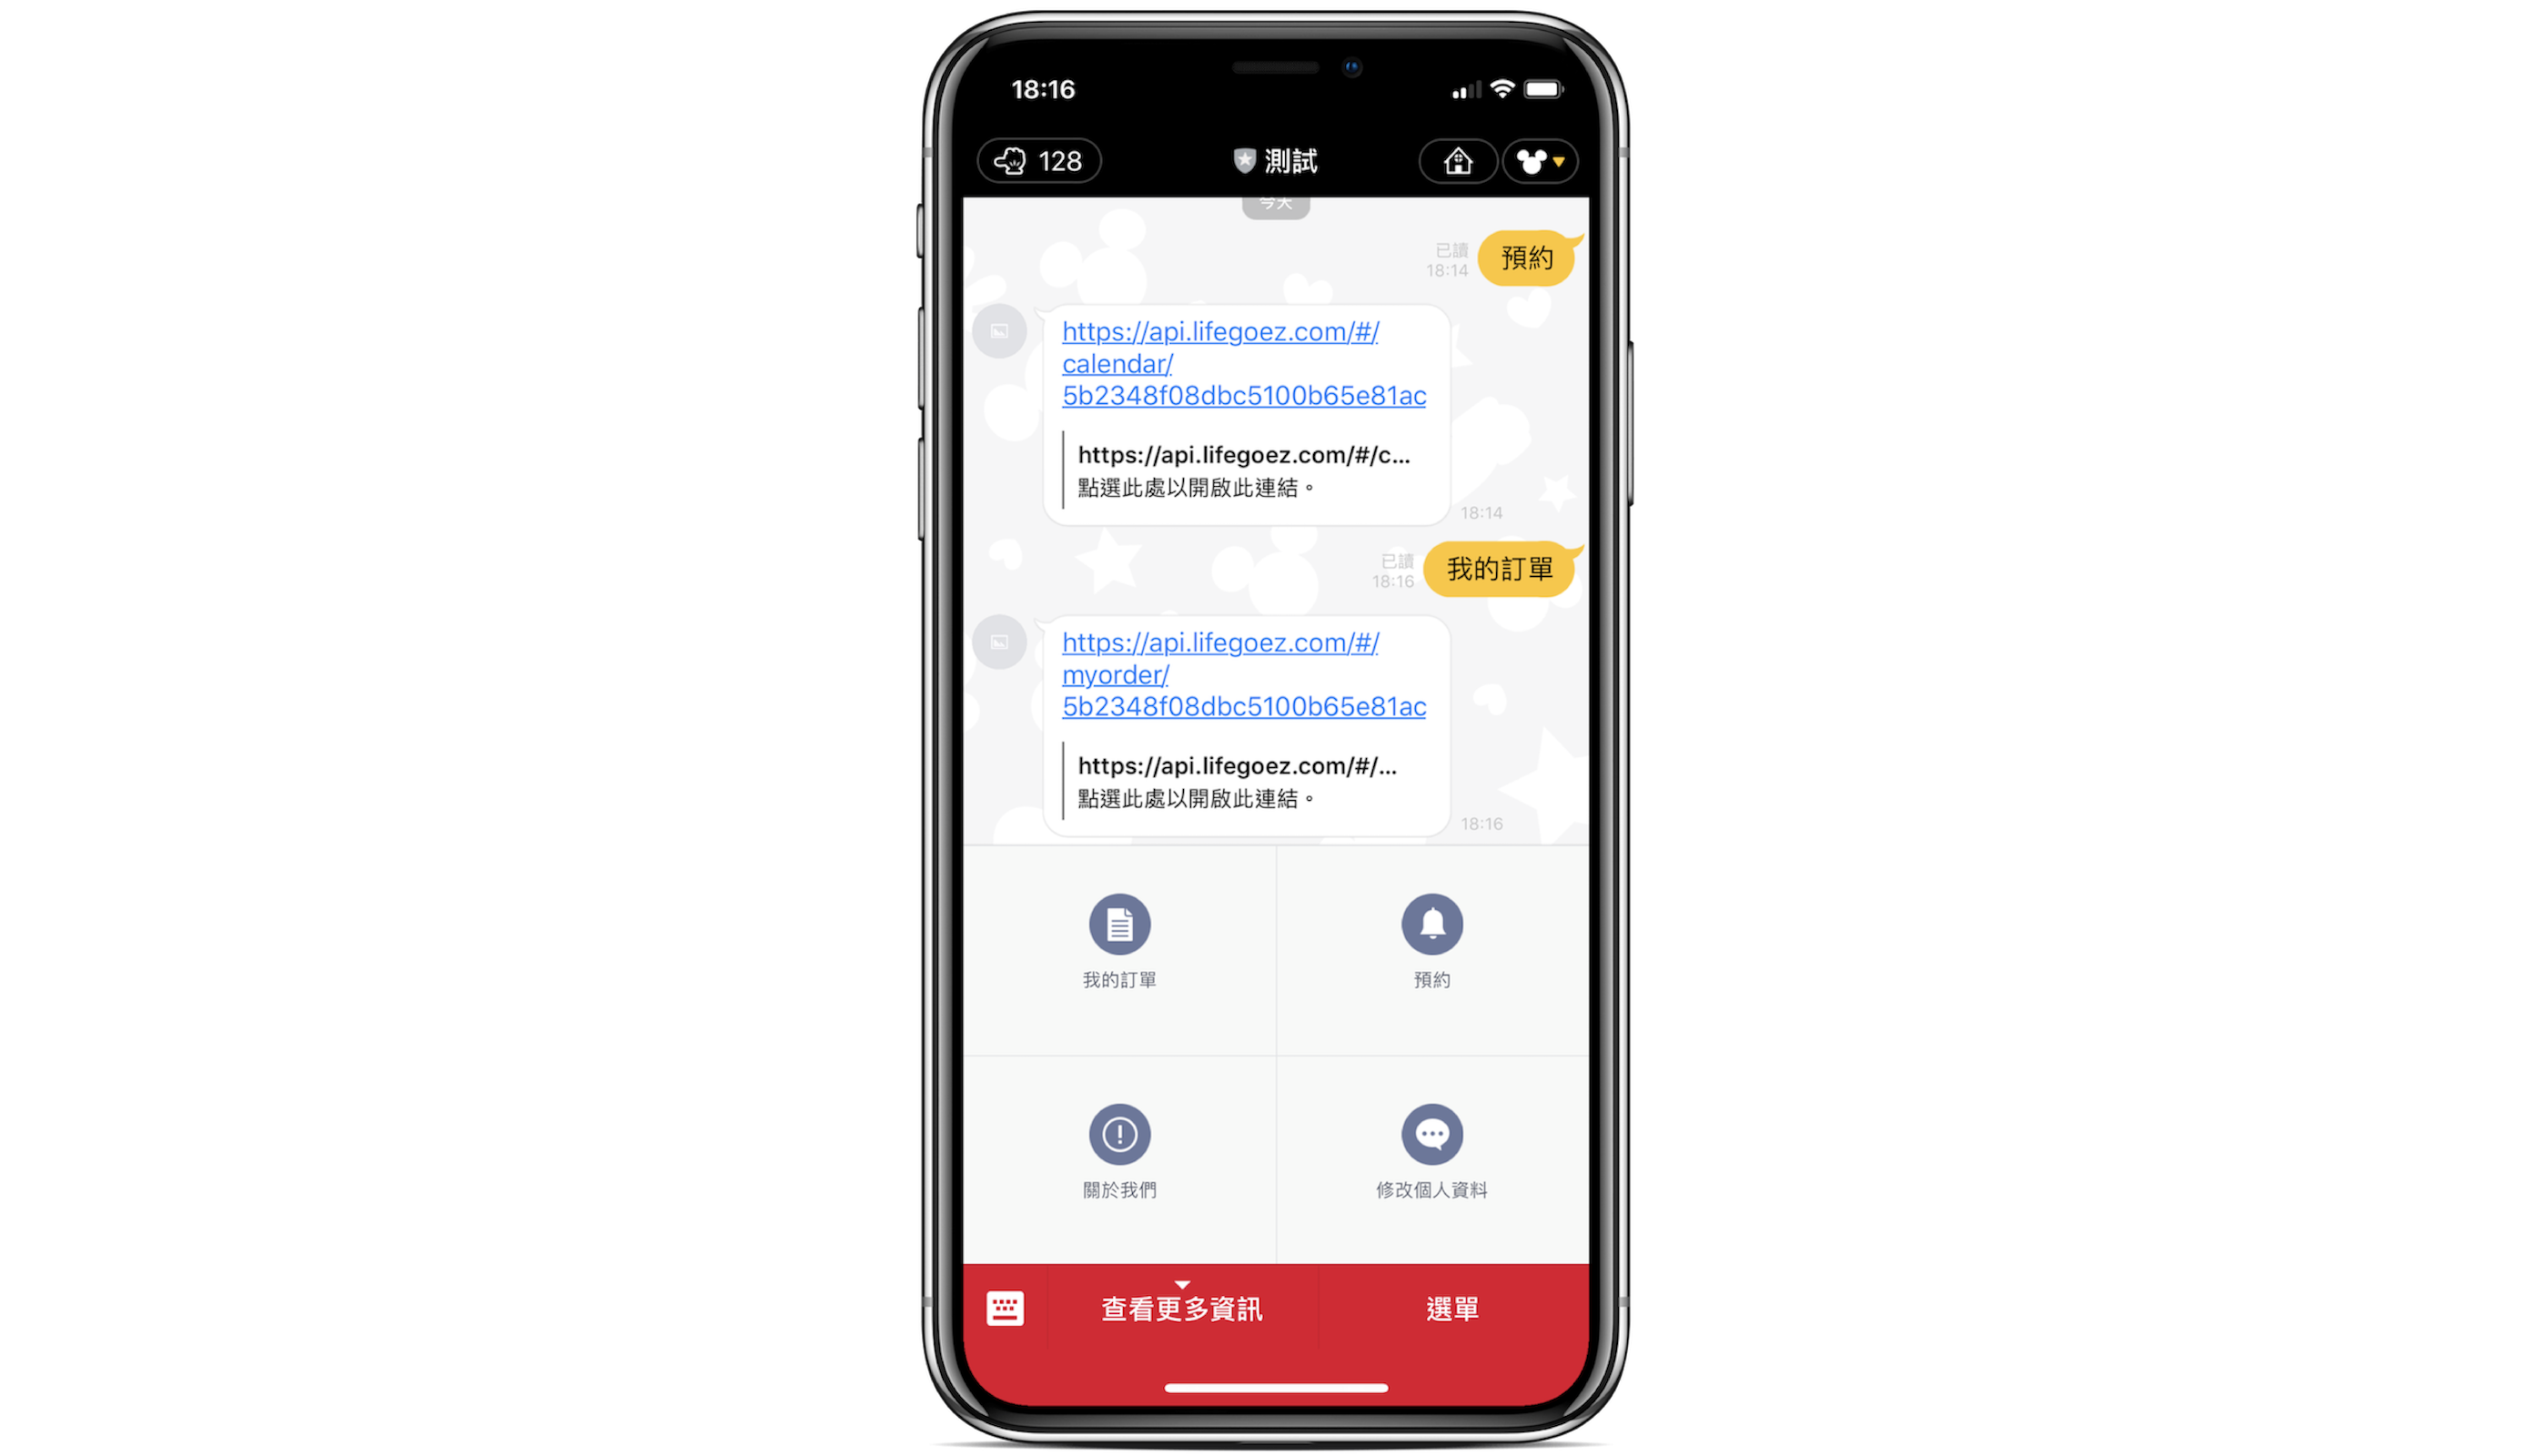 18:16
128
測試
今天
已讀
18:14
預約
https://api.lifegoez.com/#/
calendar/
5b2348f08dbc5100b65e81ac
https://api.lifegoez.com/#/c...
點選此處以開啟此連結。
18:14
已讀
18:16
我的訂單
https://api.lifegoez.com/#/
myorder/
5b2348f08dbc5100b65e81ac
https://api.lifegoez.com/#/...
點選此處以開啟此連結。
18:16
我的訂單
預約
關於我們
修改個人資料
查看更多資訊
選單